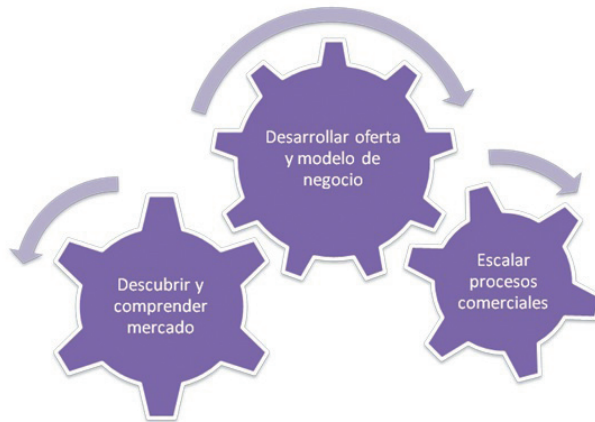 Desarrollar oferta
y modelo de
negocio
Descubrir y
comprender
mercado
Escalar
procesos
comerciales